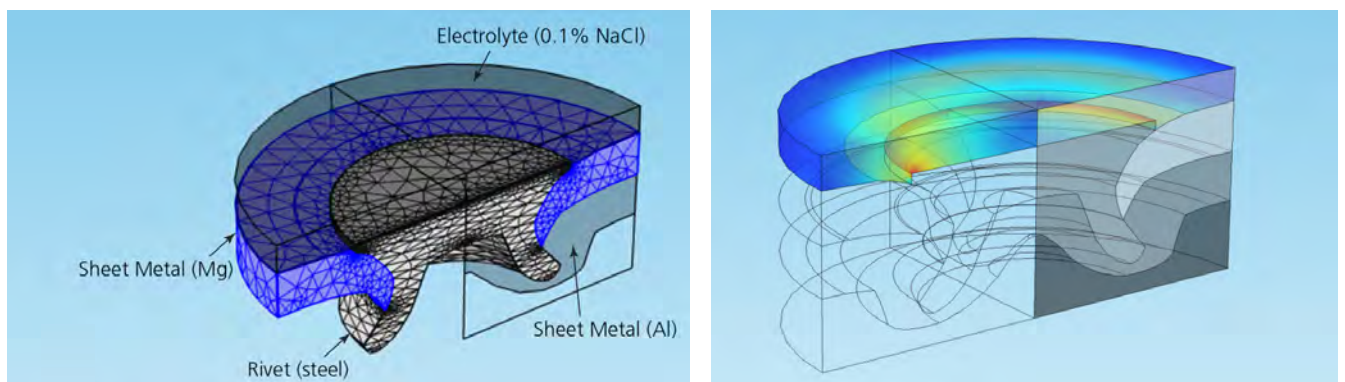 Electrolyte (0.1% NaCl)
Sheet Metal (Mg)
Sheet Metal (Al)
Rivet (steel)